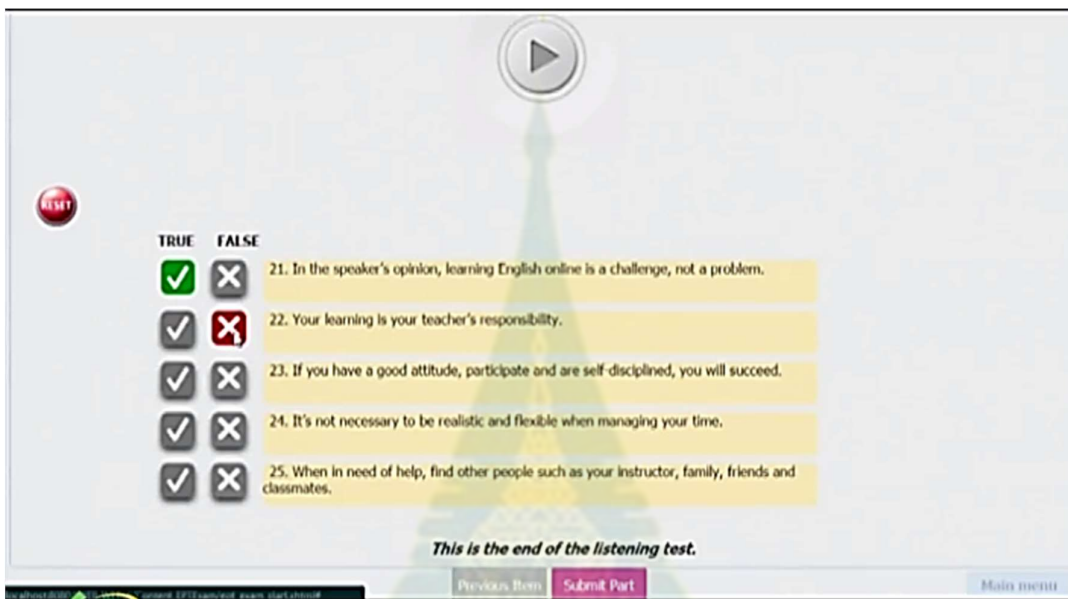 RESET
TRUE FALSE
21. In the speaker's opinion, learning English online is a challenge, not a problem.
22. Your learning is your teacher's responsibility.
23. If you have a good attitude, participate and are self-disciplined, you will succeed.
24. It's not necessary to be realistic and flexible when managing your time.
25. When in need of help, find other people such as your instructor, family, friends and
classmates.
This is the end of the listening test.
Previous Item Submit Part Main menu